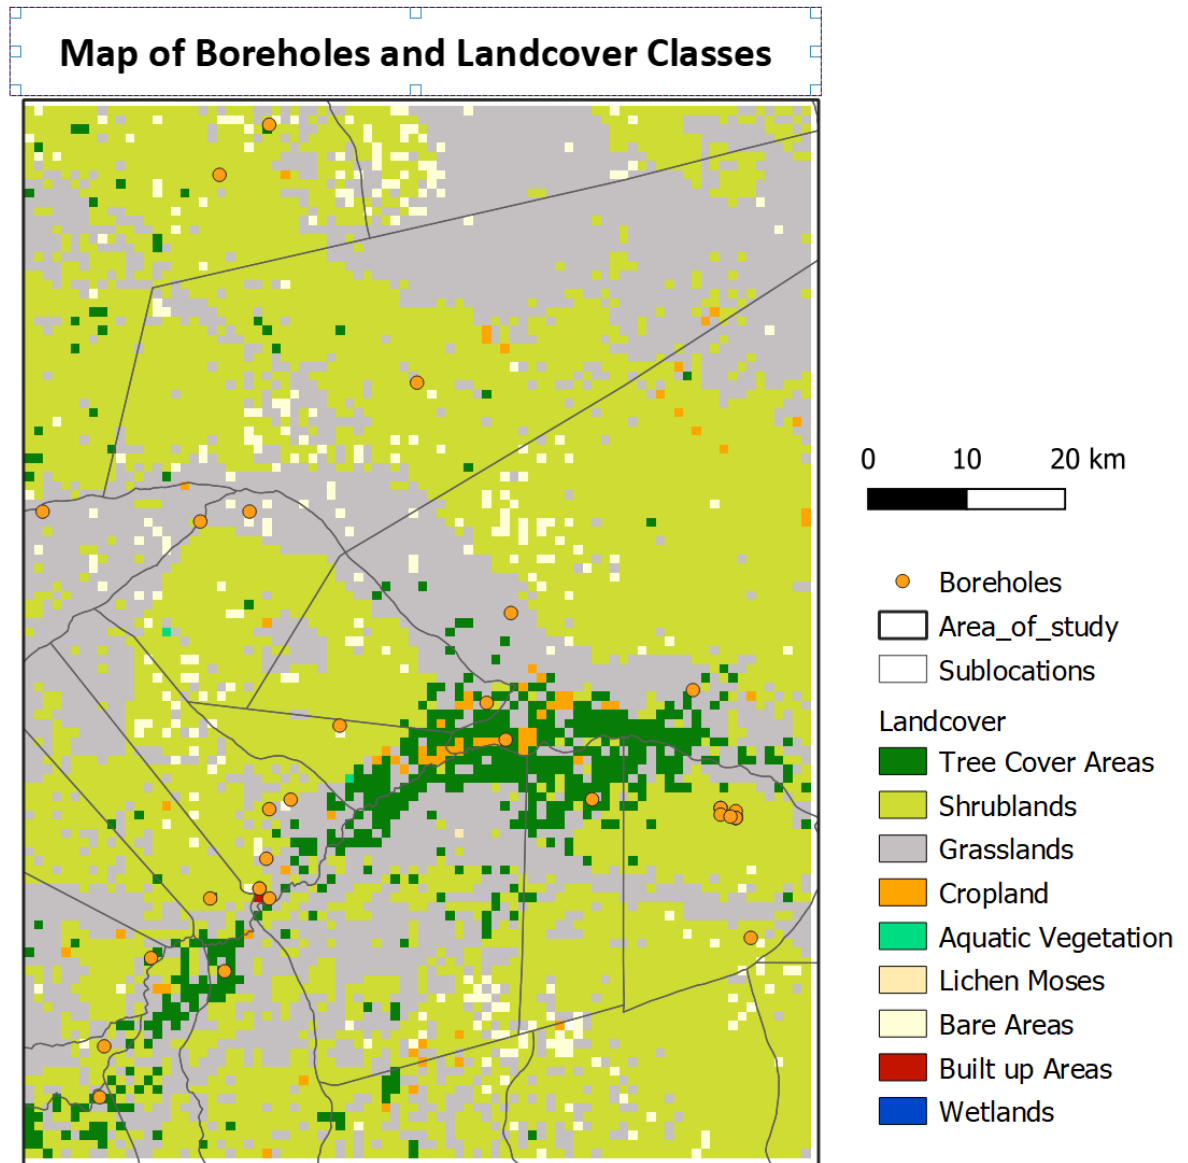 Map of Boreholes and Landcover Classes
0 10 20 km
Boreholes
Area_of_study
Sublocations
Landcover
Tree Cover Areas
Shrublands
Grasslands
Cropland
Aquatic Vegetation
Lichen Moses
Bare Areas
Built up Areas
Wetlands